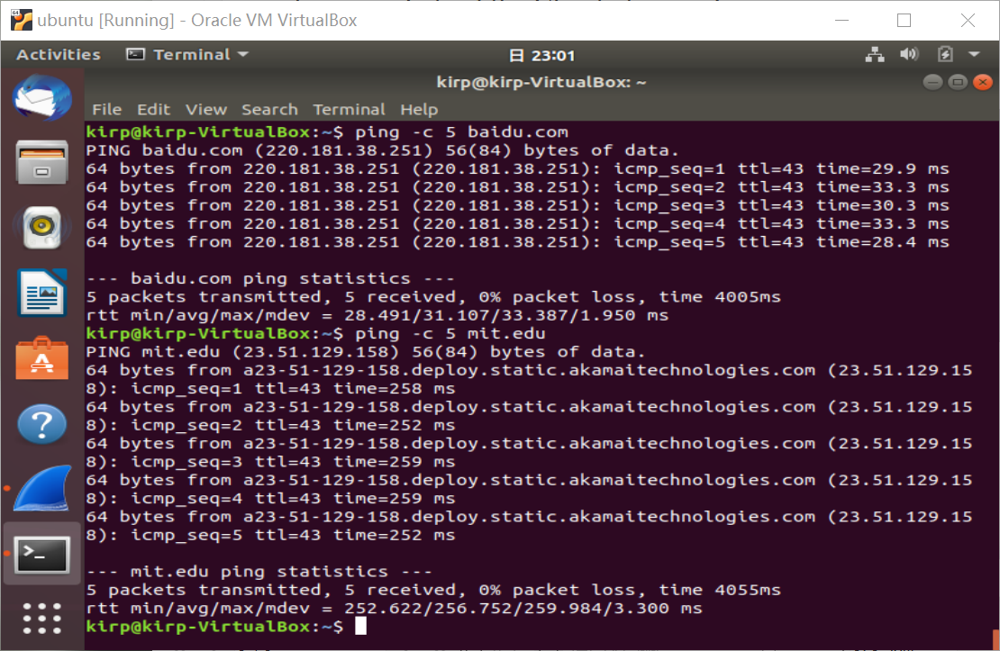 ubuntu [Running] - Oracle VM VirtualBox
Activities Terminal 日 23:01
kirp@kirp-VirtualBox: ~
File Edit View Search Terminal Help
kirp@kirp-VirtualBox:~$ ping -c 5 baidu.com
PING baidu.com (220.181.38.251) 56(84) bytes of data.
64 bytes from 220.181.38.251 (220.181.38.251): icmp_seq=1 ttl=43 time=29.9 ms
64 bytes from 220.181.38.251 (220.181.38.251): icmp_seq=2 ttl=43 time=33.3 ms
64 bytes from 220.181.38.251 (220.181.38.251): icmp_seq=3 ttl=43 time=30.3 ms
64 bytes from 220.181.38.251 (220.181.38.251): icmp_seq=4 ttl=43 time=33.3 ms
64 bytes from 220.181.38.251 (220.181.38.251): icmp_seq=5 ttl=43 time=28.4 ms
--- baidu.com ping statistics ---
5 packets transmitted, 5 received, 0% packet loss, time 4005ms
rtt min/avg/max/mdev = 28.491/31.107/33.387/1.950 ms
kirp@kirp-VirtualBox:~$ ping -c 5 mit.edu
PING mit.edu (23.51.129.158) 56(84) bytes of data.
64 bytes from a23-51-129-158.deploy.static.akamaitechnologies.com (23.51.129.15
8): icmp_seq=1 ttl=43 time=258 ms
64 bytes from a23-51-129-158.deploy.static.akamaitechnologies.com (23.51.129.15
8): icmp_seq=2 ttl=43 time=252 ms
64 bytes from a23-51-129-158.deploy.static.akamaitechnologies.com (23.51.129.15
8): icmp_seq=3 ttl=43 time=259 ms
64 bytes from a23-51-129-158.deploy.static.akamaitechnologies.com (23.51.129.15
8): icmp_seq=4 ttl=43 time=259 ms
64 bytes from a23-51-129-158.deploy.static.akamaitechnologies.com (23.51.129.15
8): icmp_seq=5 ttl=43 time=252 ms
--- mit.edu ping statistics ---
5 packets transmitted, 5 received, 0% packet loss, time 4055ms
rtt min/avg/max/mdev = 252.622/256.752/259.984/3.300 ms
kirp@kirp-VirtualBox:~$